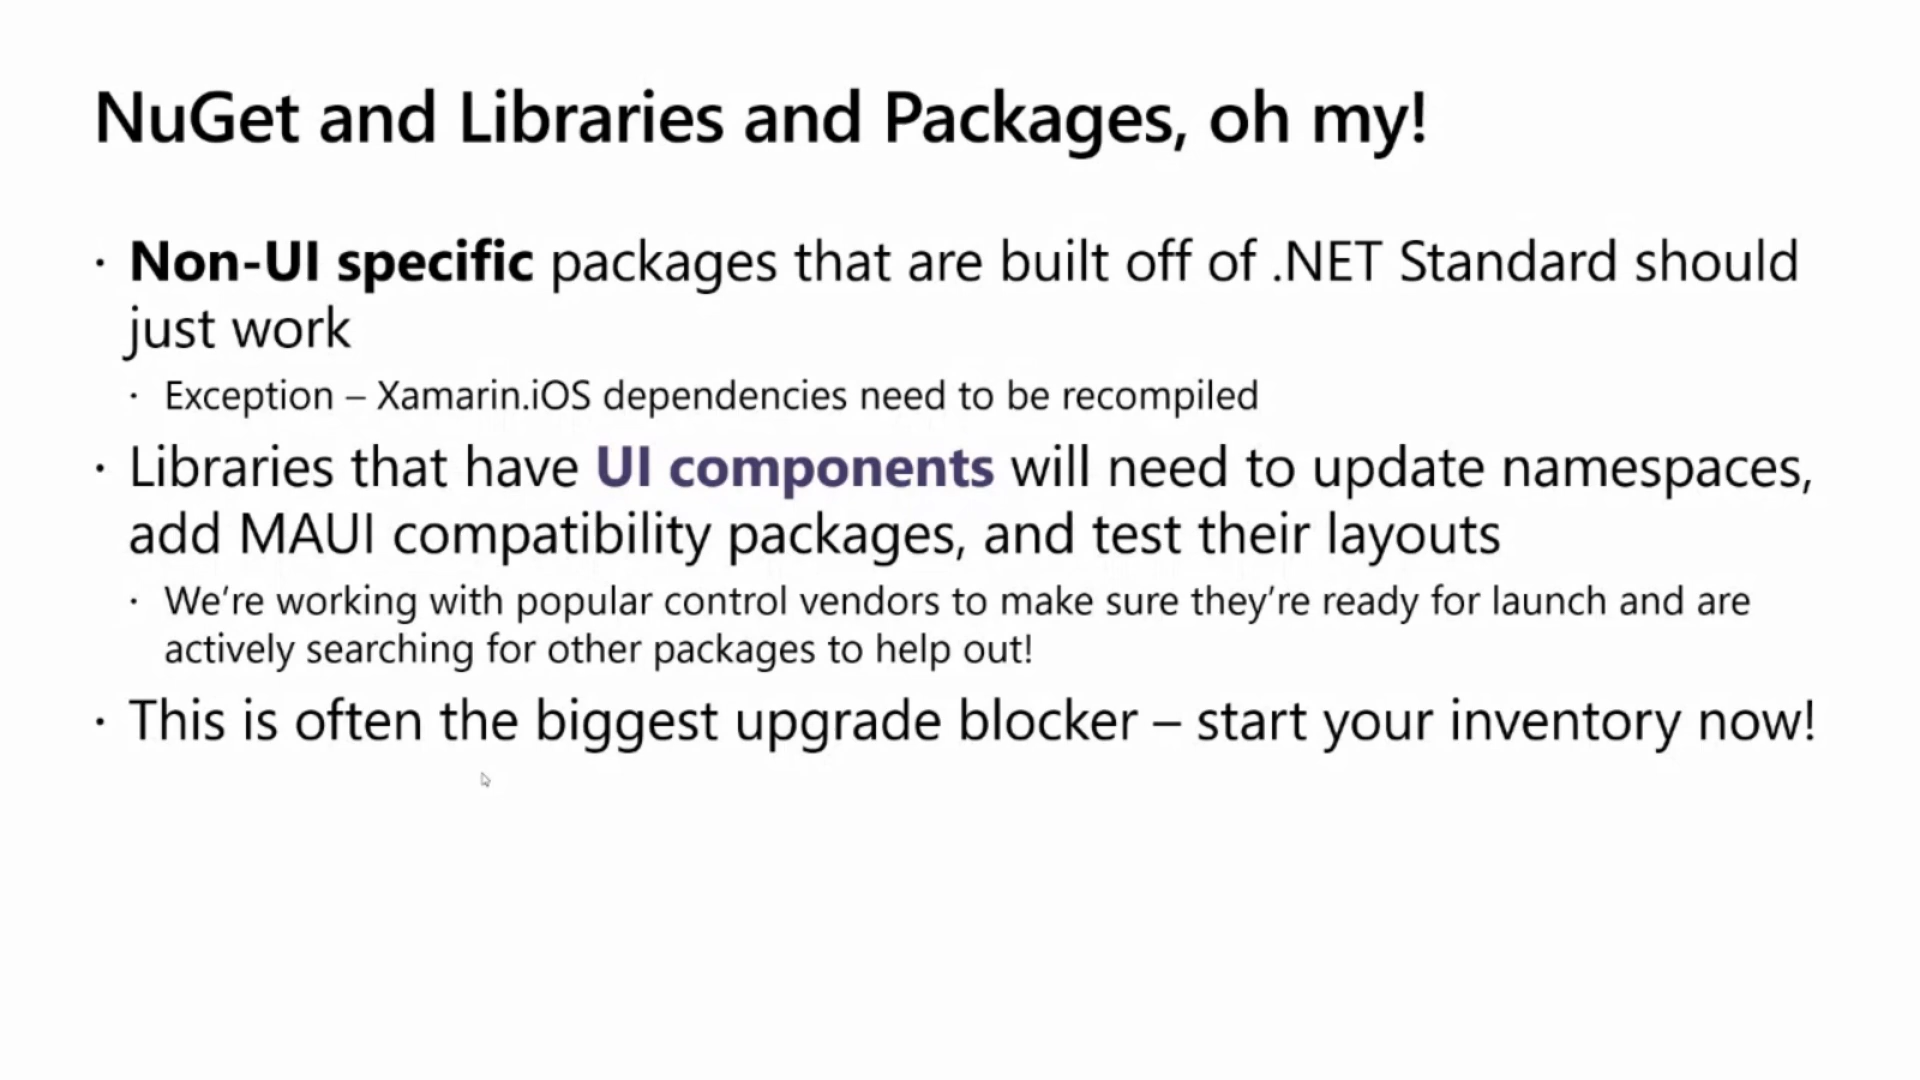 NuGet and Libraries and Packages, oh my!
· Non-UI specific packages that are built off of .NET Standard should
just work
· Exception – Xamarin.iOS dependencies need to be recompiled
· Libraries that have UI components will need to update namespaces,
add MAUI compatibility packages, and test their layouts
· We’re working with popular control vendors to make sure they’re ready for launch and are
actively searching for other packages to help out!
· This is often the biggest upgrade blocker – start your inventory now!